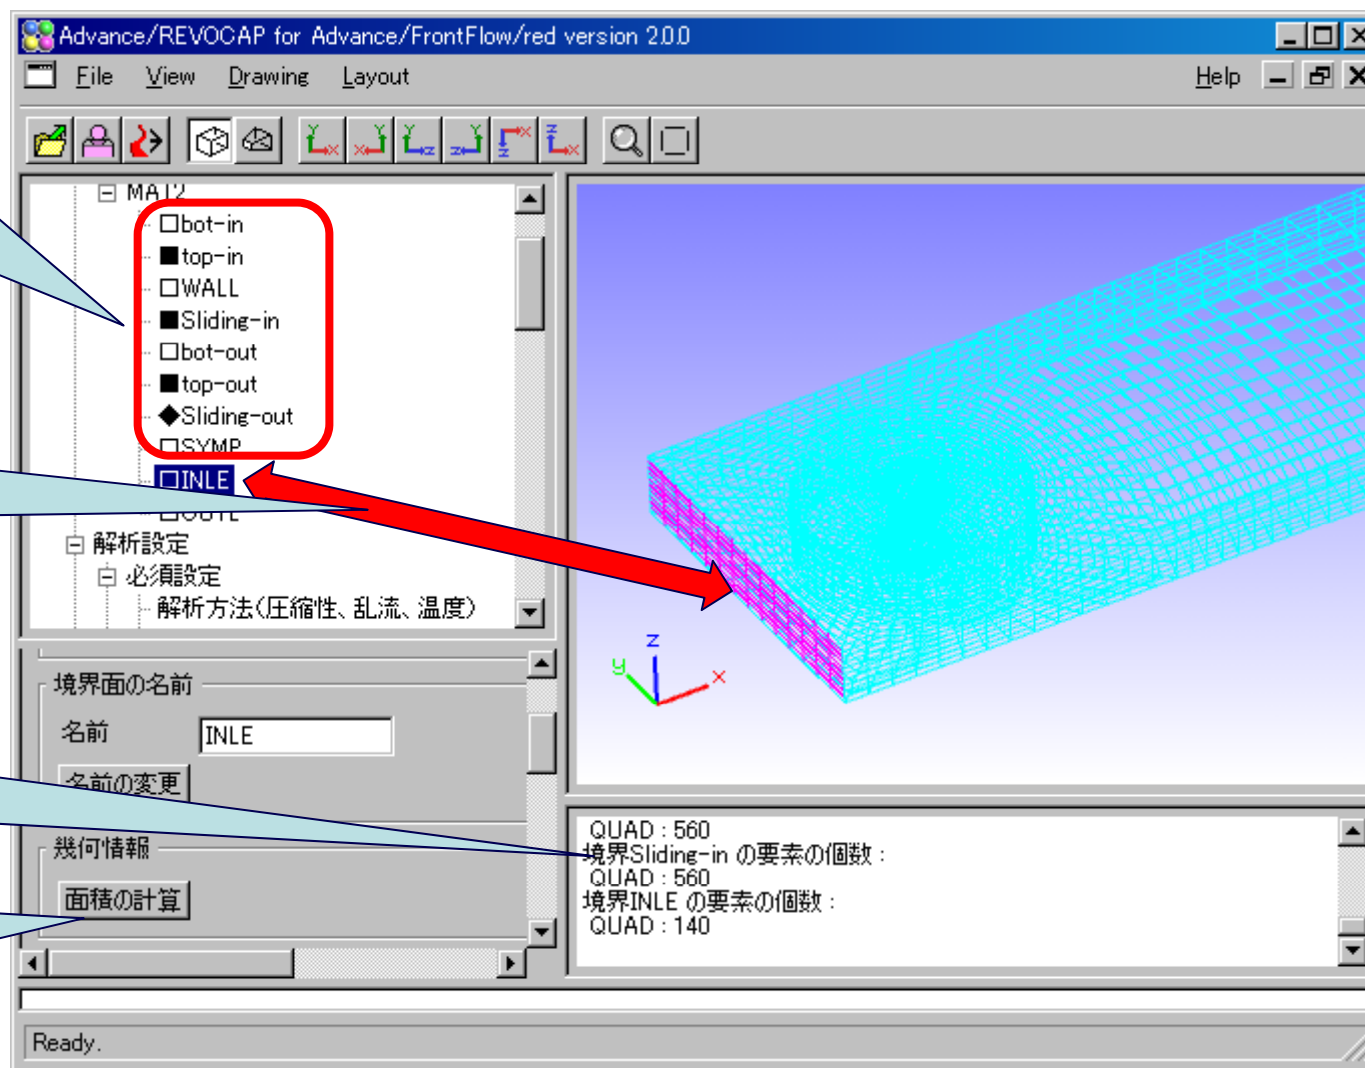 Advance/REVOCAP for Advance/FrontFlow/red version 2.0.0
File View Drawing Layout Help
MAT2
□bot-in
■top-in
□WALL
■Sliding-in
□bot-out
■top-out
◆Sliding-out
□SYMP
□INLE
□OUTL
解析設定
必須設定
解析方法(圧縮性、乱流、温度)
境界面の名前
名前 INLE
名前の変更
幾何情報
面積の計算
z
y
x
QUAD : 560
境界Sliding-in の要素の個数 :
QUAD : 560
境界INLE の要素の個数 :
QUAD : 140
Ready.